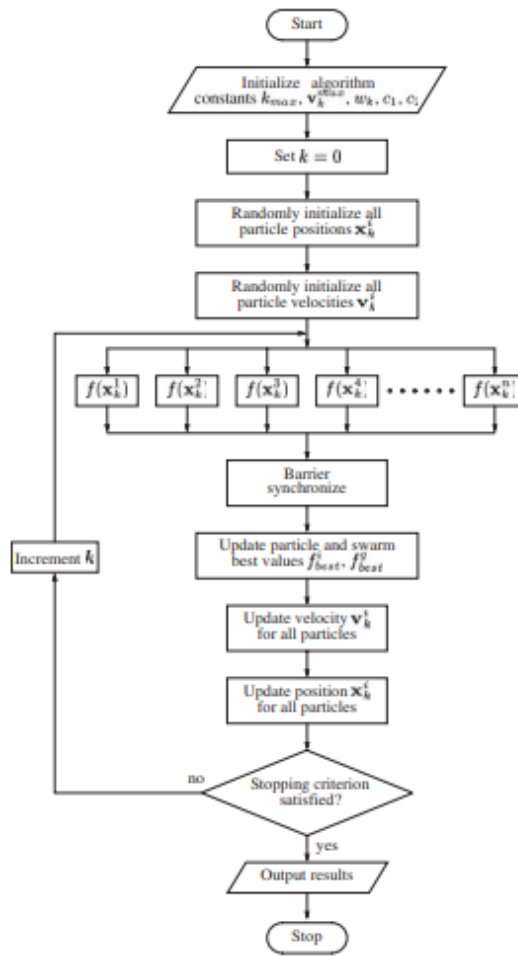 Start
Initialize algorithm
constants k_max, v_k^max, w_k, c_1, c_2
Set k = 0
Randomly initialize all
particle positions x_k^i
Randomly initialize all
particle velocities v_k^i
f(x_k^1) f(x_k^2) f(x_k^3) f(x_k^4) ...... f(x_k^n)
Barrier
synchronize
Update particle and swarm
best values f_best^i, f_best^g
Increment k
Update velocity v_k^i
for all particles
Update position x_k^i
for all particles
no
Stopping criterion
satisfied?
yes
Output results
Stop